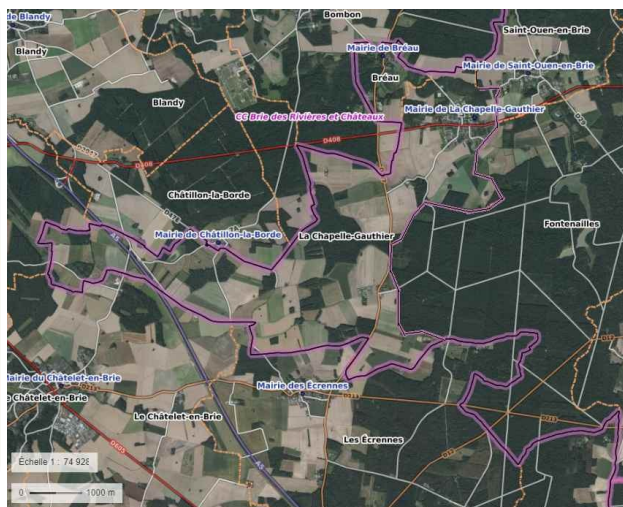 Bombon
de Blandy
Saint-Ouen-en-Brie
Blandy
Mairie de Bréau
Mairie de Saint-Ouen-en-Brie
Bréau
Blandy
Mairie de La Chapelle-Gauthier
CC Brie des Rivières et Châteaux
D408
D408
Châtillon-la-Borde
Fontenailles
A5
Mairie de Châtillon-la-Borde
La Chapelle-Gauthier
Mairie du Châtelet-en-Brie
Mairie des Écrennes
D213
D213
e Châtelet-en-Brie
Le Châtelet-en-Brie
Les Écrennes
D605
A5
Échelle 1 : 74 928
0 1000 m